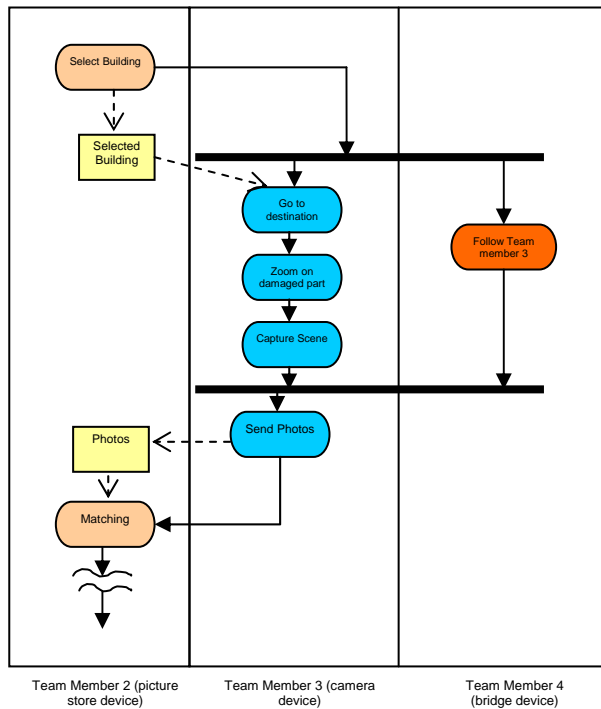 Select Building
Selected
Building
Go to
destination
Follow Team
member 3
Zoom on
damaged part
Capture Scene
Send Photos
Photos
Matching
Team Member 2 (picture
store device)
Team Member 3 (camera
device)
Team Member 4
(bridge device)